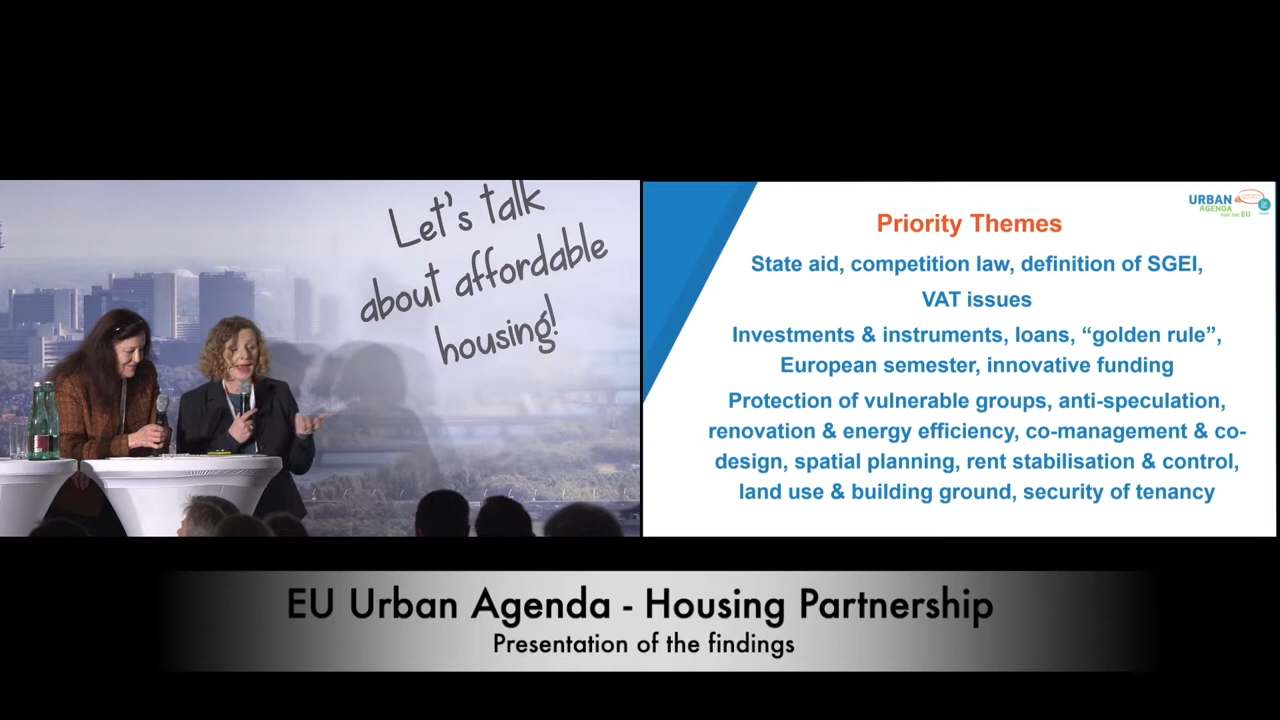 Let's talk
about affordable
housing!
URBAN
AGENDA
FOR THE EU
Priority Themes
State aid, competition law, definition of SGEI,
VAT issues
Investments & instruments, loans, “golden rule”,
European semester, innovative funding
Protection of vulnerable groups, anti-speculation,
renovation & energy efficiency, co-management & co-
design, spatial planning, rent stabilisation & control,
land use & building ground, security of tenancy
EU Urban Agenda - Housing Partnership
Presentation of the findings